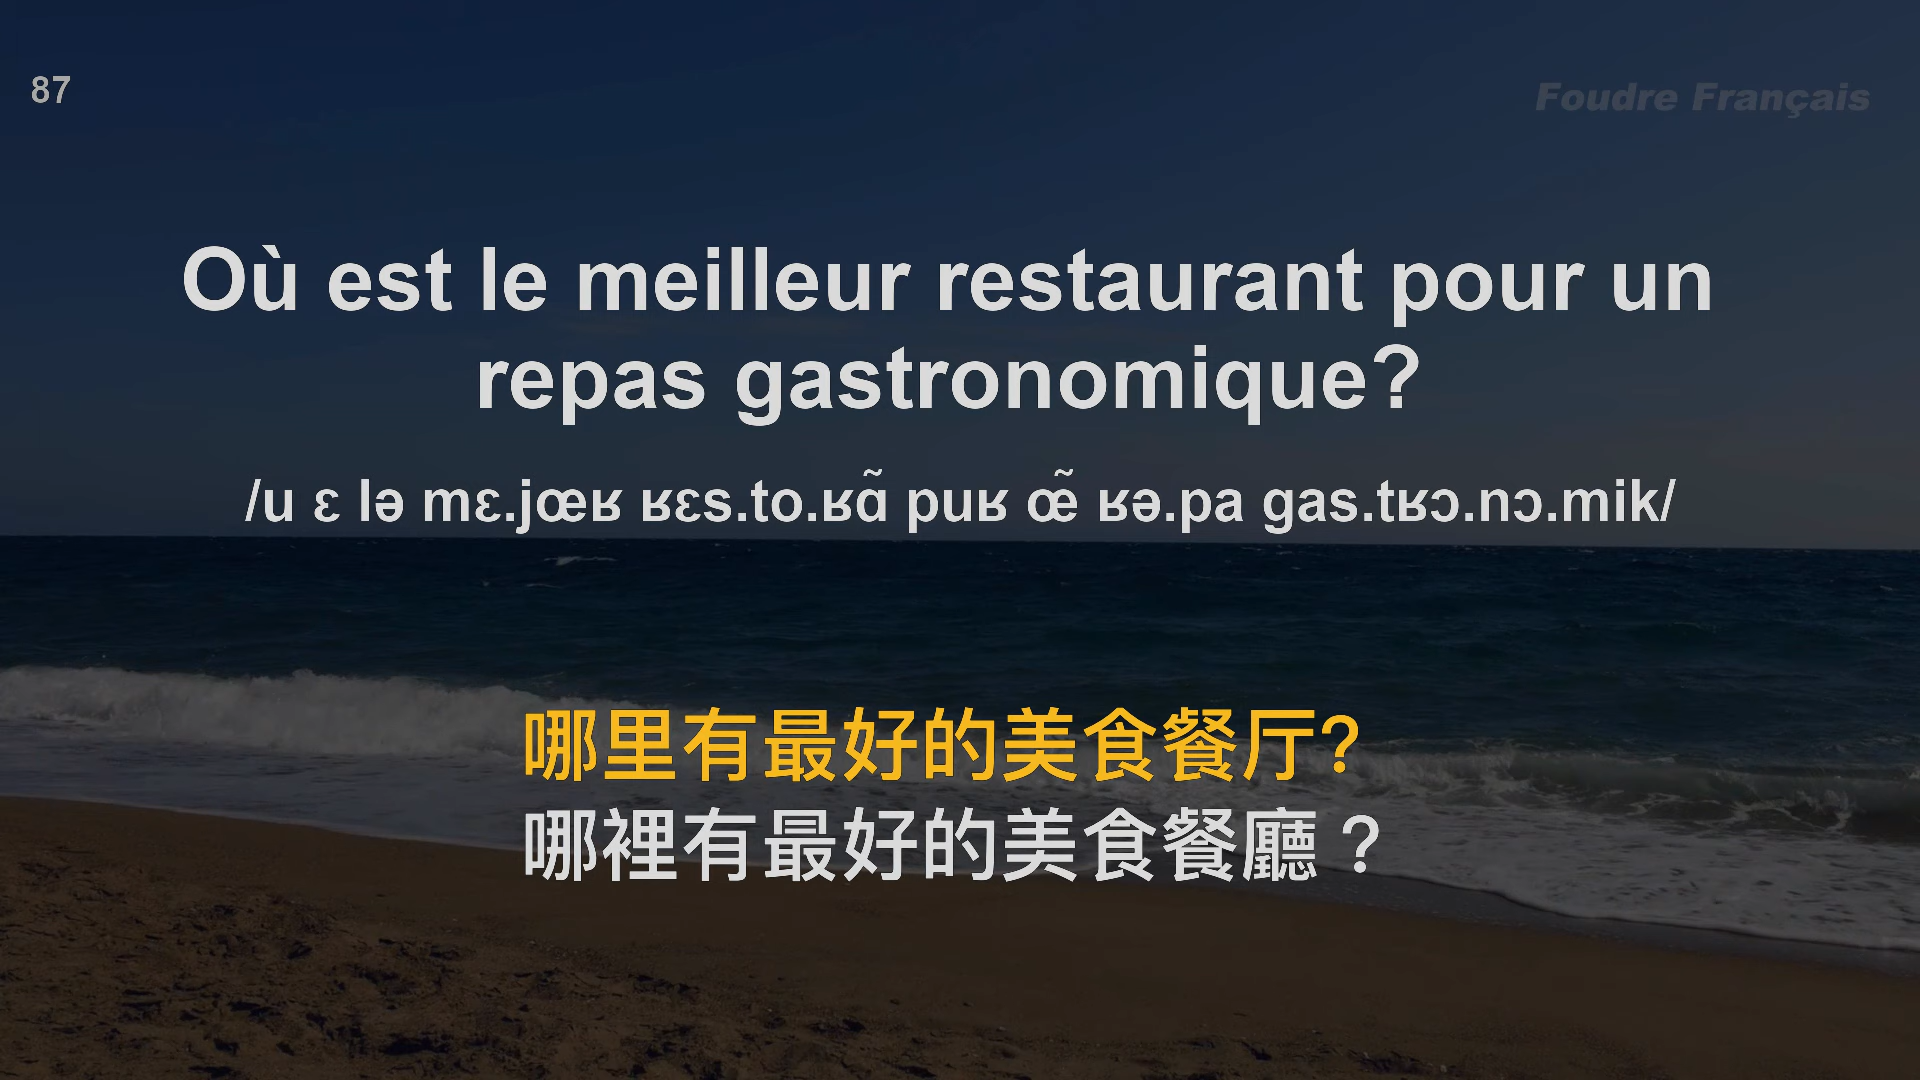 87
Foudre Français
Où est le meilleur restaurant pour un
repas gastronomique?
/u ɛ lə mɛ.jœʁ ʁɛs.to.ʁɑ̃ puʁ œ̃ ʁə.pa gas.tʁɔ.nɔ.mik/
哪里有最好的美食餐厅?
哪裡有最好的美食餐廳？